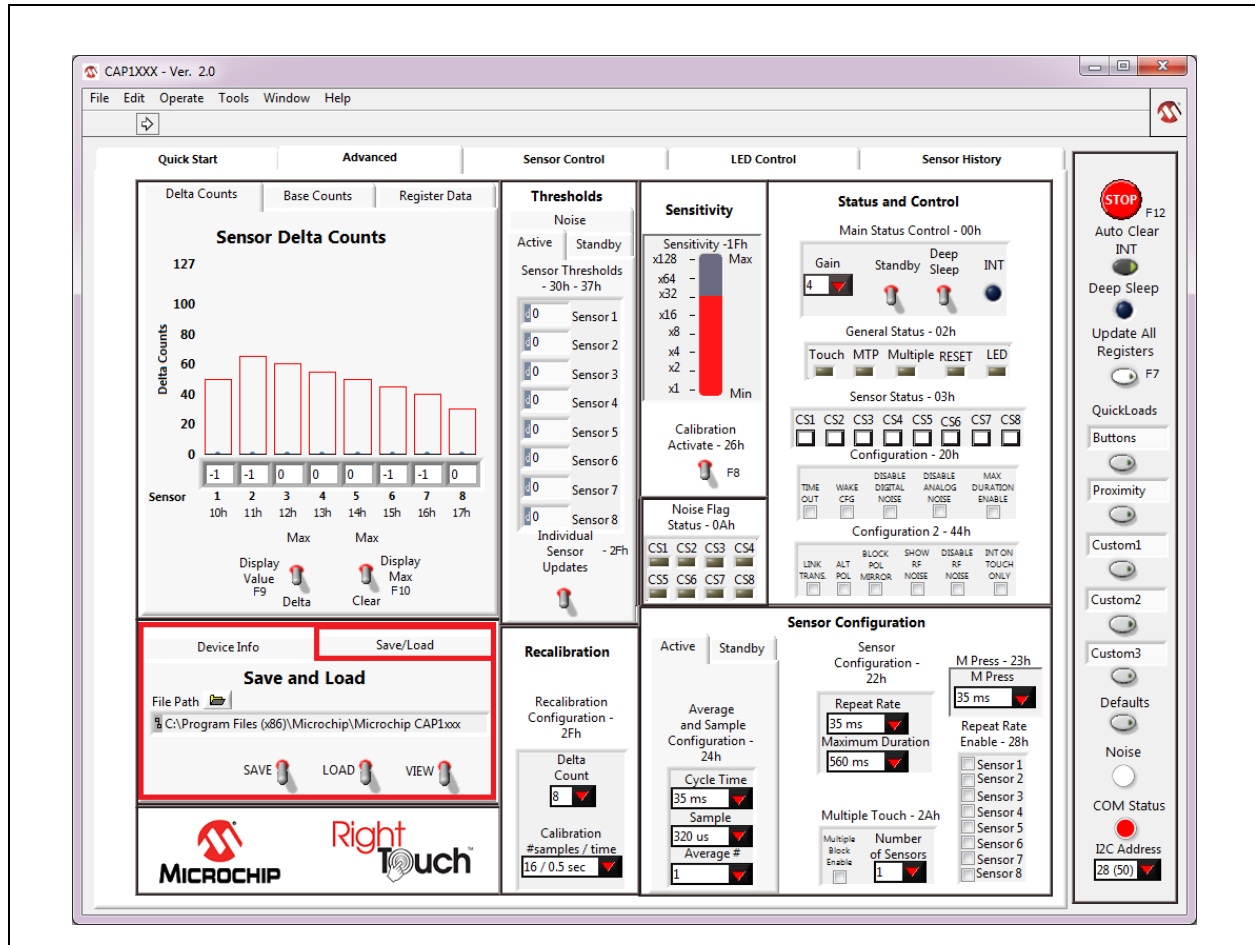 CAP1XXX - Ver. 2.0
File Edit Operate Tools Window Help
Quick Start Advanced Sensor Control LED Control Sensor History
Delta Counts Base Counts Register Data
Sensor Delta Counts
127
100
80
60
40
20
0
Delta Counts
-1 -1 0 0 0 -1 -1 0
Sensor 1 2 3 4 5 6 7 8
10h 11h 12h 13h 14h 15h 16h 17h
Max Max
Display
Value
F9
Delta
Display
Max
F10
Clear
Device Info Save/Load
Save and Load
File Path
C:\Program Files (x86)\Microchip\Microchip CAP1xxx
SAVE LOAD VIEW
MICROCHIP
Right
Touch
Thresholds
Noise
Active Standby
Sensor Thresholds
- 30h - 37h
d 0 Sensor 1
d 0 Sensor 2
d 0 Sensor 3
d 0 Sensor 4
d 0 Sensor 5
d 0 Sensor 6
d 0 Sensor 7
d 0 Sensor 8
Individual
Sensor - 2Fh
Updates
Recalibration
Recalibration
Configuration -
2Fh
Delta
Count
8
Calibration
#samples / time
16 / 0.5 sec
Sensitivity
Sensitivity -1Fh
x128 Max
x64
x32
x16
x8
x4
x2
x1 Min
Calibration
Activate - 26h
F8
Noise Flag
Status - 0Ah
CS1 CS2 CS3 CS4
CS5 CS6 CS7 CS8
Status and Control
Main Status Control - 00h
Gain
4
Standby
Deep
Sleep
INT
General Status - 02h
Touch MTP Multiple RESET LED
Sensor Status - 03h
CS1 CS2 CS3 CS4 CS5 CS6 CS7 CS8
Configuration - 20h
TIME
OUT
WAKE
CFG
DISABLE
DIGITAL
NOISE
DISABLE
ANALOG
NOISE
MAX
DURATION
ENABLE
Configuration 2 - 44h
LINK
TRANS.
ALT
POL
BLOCK
POL
MIRROR
SHOW
RF
NOISE
DISABLE
RF
NOISE
INT ON
TOUCH
ONLY
Sensor Configuration
Active Standby
Average
and Sample
Configuration -
24h
Cycle Time
35 ms
Sample
320 us
Average #
1
Sensor
Configuration -
22h
Repeat Rate
35 ms
Maximum Duration
560 ms
Multiple Touch - 2Ah
Multiple
Block
Enable
Number
of Sensors
1
M Press - 23h
M Press
35 ms
Repeat Rate
Enable - 28h
Sensor 1
Sensor 2
Sensor 3
Sensor 4
Sensor 5
Sensor 6
Sensor 7
Sensor 8
STOP
F12
Auto Clear
INT
Deep Sleep
Update All
Registers
F7
QuickLoads
Buttons
Proximity
Custom1
Custom2
Custom3
Defaults
Noise
COM Status
I2C Address
28 (50)